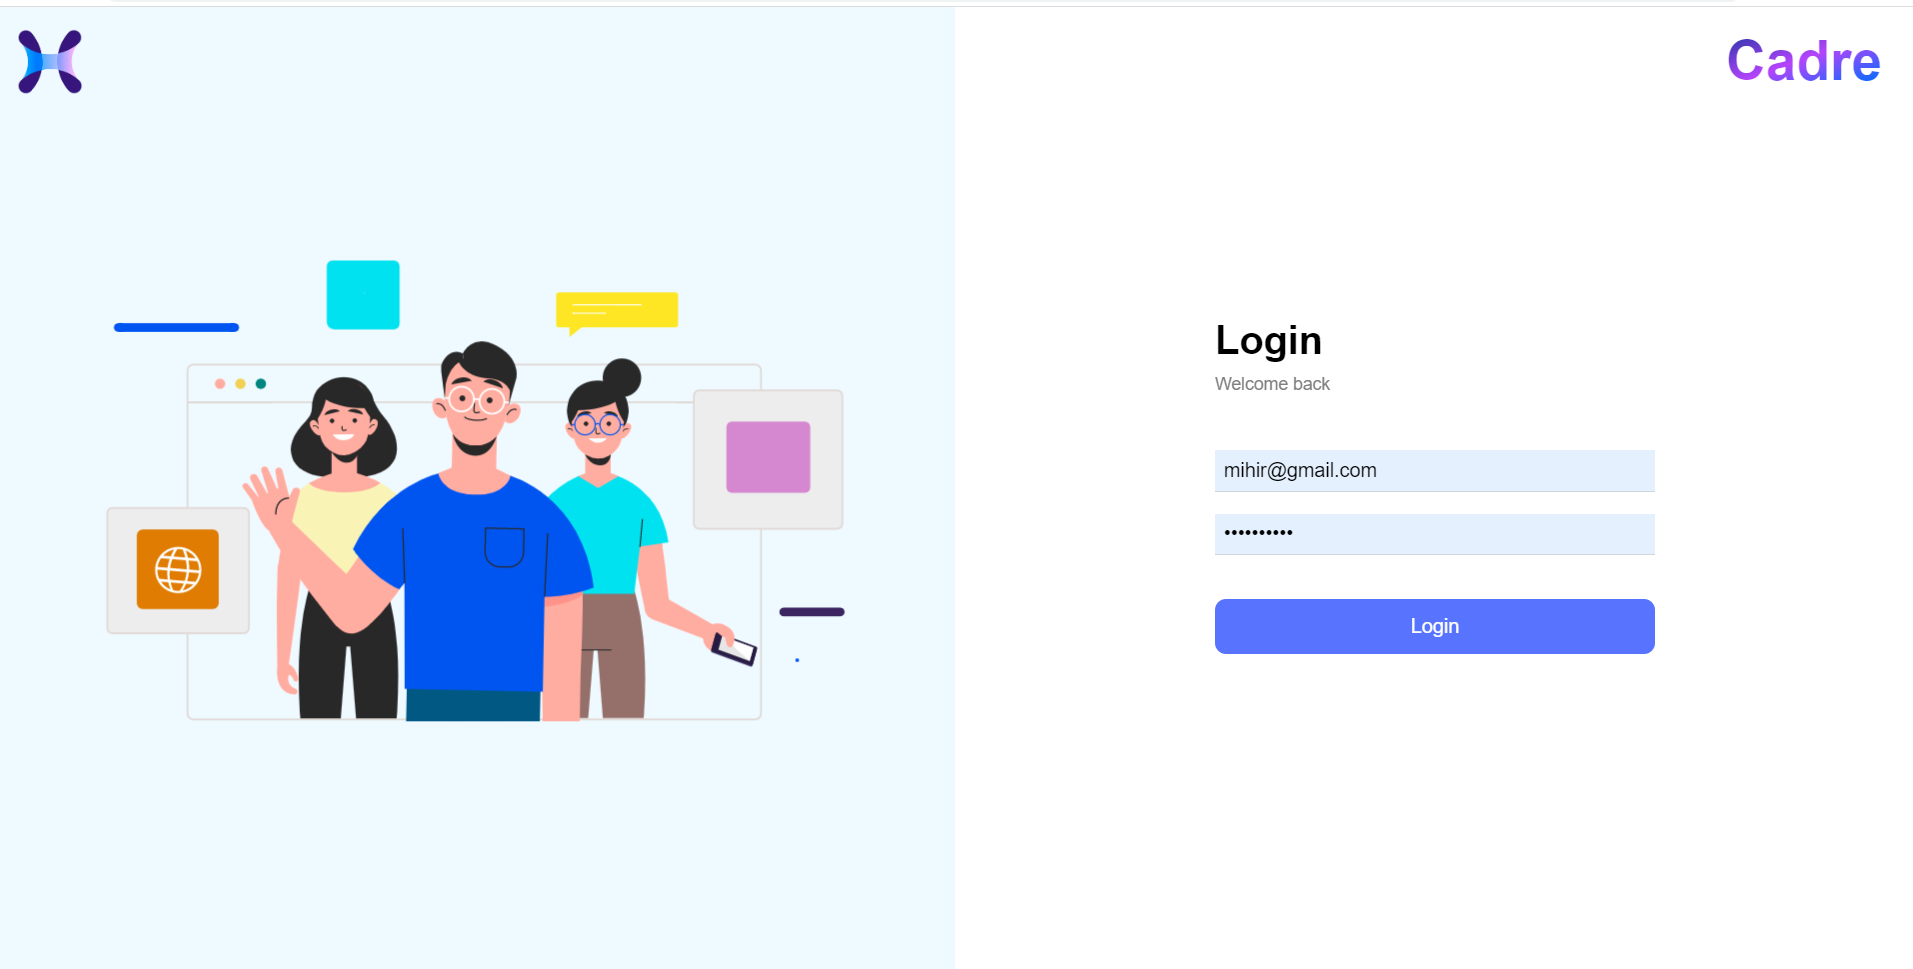 Cadre
Login
Welcome back
mihir@gmail.com
••••••••••
Login